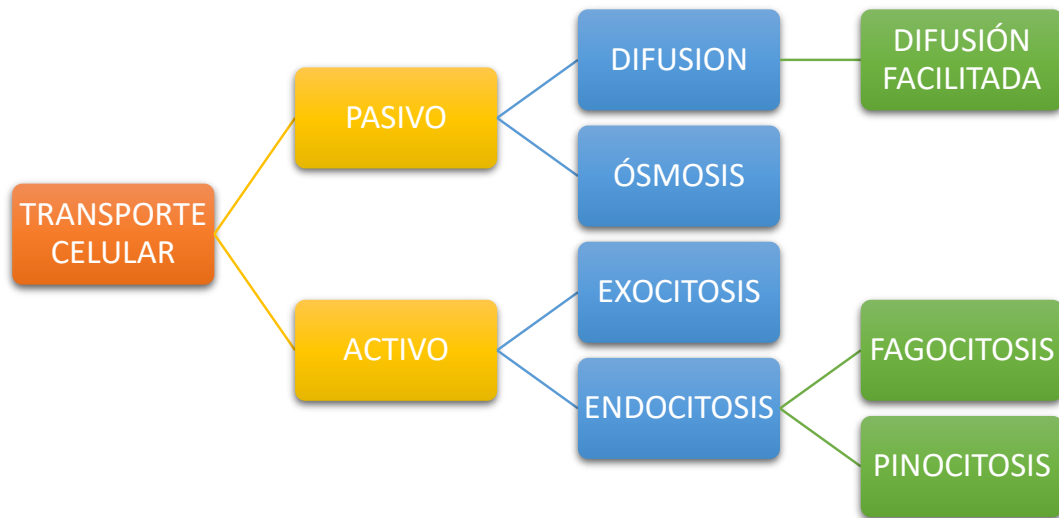 TRANSPORTE
CELULAR
PASIVO
DIFUSION
DIFUSIÓN
FACILITADA
ÓSMOSIS
ACTIVO
EXOCITOSIS
ENDOCITOSIS
FAGOCITOSIS
PINOCITOSIS